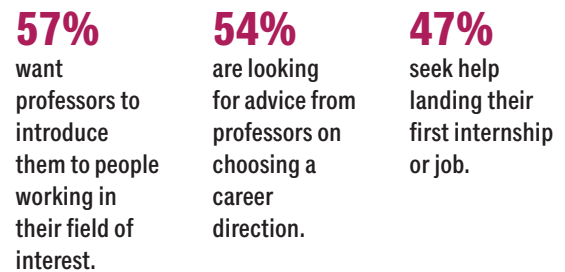 57%
want
professors to
introduce
them to people
working in
their field of
interest.
54%
are looking
for advice from
professors on
choosing a
career
direction.
47%
seek help
landing their
first internship
or job.